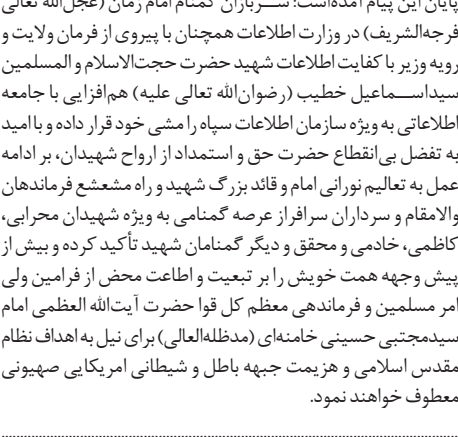 پایان این پیام آمده‌است: سربازان گمنام امام زمان (عجل‌الله تعالی
فرجه‌الشریف) در وزارت اطلاعات همچنان با پیروی از فرمان ولایت و
رویه وزیر با کفایت اطلاعات شهید حضرت حجت‌الاسلام و المسلمین
سیداسماعیل خطیب (رضوان‌الله تعالی علیه) هم‌افزایی با جامعه
اطلاعاتی به ویژه سازمان اطلاعات سپاه را مشی خود قرار داده و با امید
به تفضل بی‌انقطاع حضرت حق و استمداد از ارواح شهیدان، بر ادامه
عمل به تعالیم نورانی امام و قائد بزرگ شهید و راه مشعشع فرماندهان
والامقام و سرداران سرافراز عرصه گمنامی به ویژه شهیدان محرابی،
کاظمی، خادمی و محقق و دیگر گمنامان شهید تأکید کرده و بیش از
پیش وجهه همت خویش را بر تبعیت و اطاعت محض از فرامین ولی
امر مسلمین و فرماندهی معظم کل قوا حضرت آیت‌الله العظمی امام
سیدمجتبی حسینی خامنه‌ای (مدظله‌العالی) برای نیل به اهداف نظام
مقدس اسلامی و هزیمت جبهه باطل و شیطانی امریکایی صهیونی
معطوف خواهند نمود.